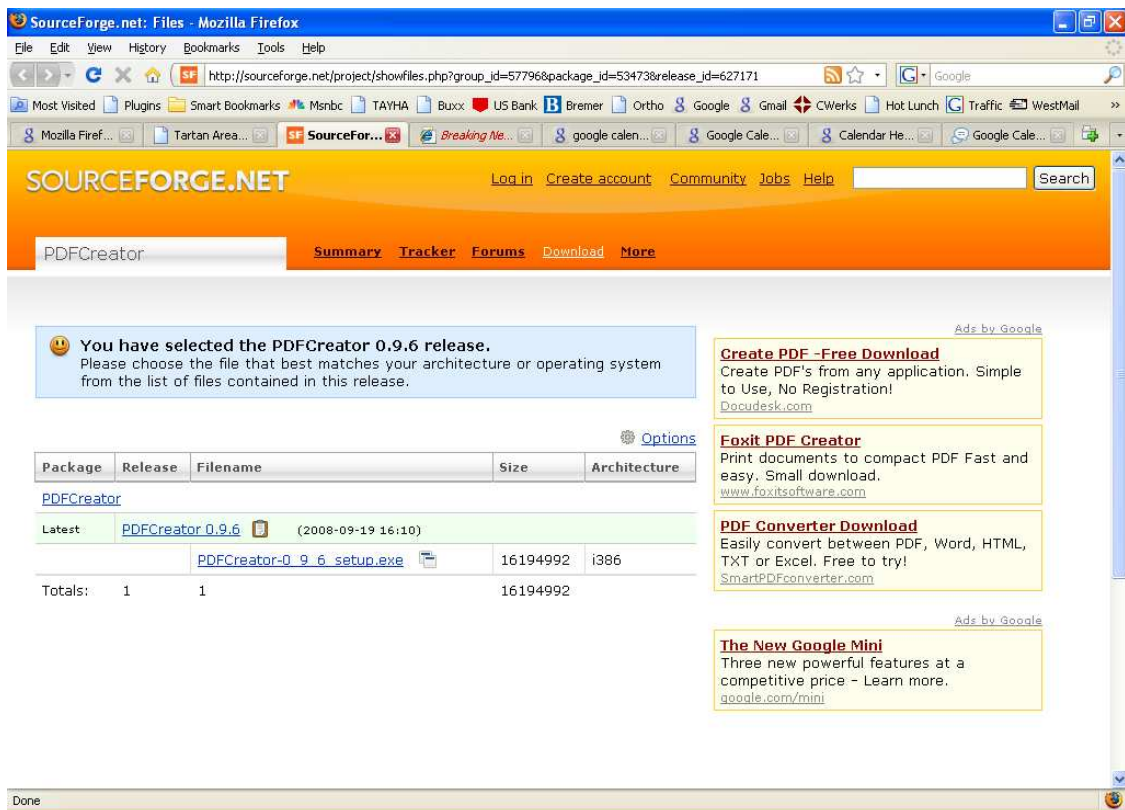 SourceForge.net: Files - Mozilla Firefox
File Edit View History Bookmarks Tools Help
SF http://sourceforge.net/project/showfiles.php?group_id=57796&package_id=53473&release_id=627171 G Google
Most Visited Plugins Smart Bookmarks Msnbc TAYHA Buxx US Bank B Bremer Ortho Google Gmail CWerks Hot Lunch G Traffic WestMail »
Mozilla Firef... Tartan Area... SF SourceFor... Breaking Ne... google calen... Google Cale... Calendar He... Google Cale...
SOURCEFORGE.NET Log in Create account Community Jobs Help Search
PDFCreator Summary Tracker Forums Download More
Ads by Google
You have selected the PDFCreator 0.9.6 release.
Please choose the file that best matches your architecture or operating system
from the list of files contained in this release.
Create PDF -Free Download
Create PDF's from any application. Simple
to Use, No Registration!
Docudesk.com
Options
Package Release Filename Size Architecture
PDFCreator
Latest PDFCreator 0.9.6 (2008-09-19 16:10)
PDFCreator-0_9_6_setup.exe 16194992 i386
Totals: 1 1 16194992
Foxit PDF Creator
Print documents to compact PDF Fast and
easy. Small download.
www.foxitsoftware.com
PDF Converter Download
Easily convert between PDF, Word, HTML,
TXT or Excel. Free to try!
SmartPDFconverter.com
Ads by Google
The New Google Mini
Three new powerful features at a
competitive price - Learn more.
google.com/mini
Done